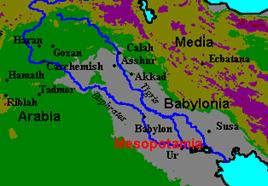 Haran
Gozan
Calah
Media
Asshur
Ecbatana
Carchemish
Akkad
Hamath
Tadmor
Tigris
Riblah
Euphrates
Babylonia
Arabia
Babylon
Susa
Mesopotamia
Ur